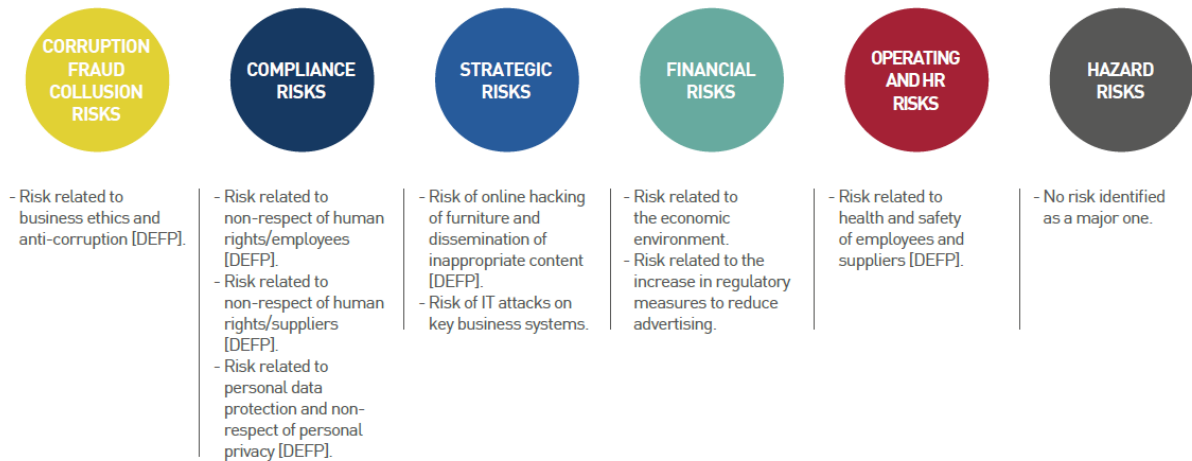 CORRUPTION
FRAUD
COLLUSION
RISKS
COMPLIANCE
RISKS
STRATEGIC
RISKS
FINANCIAL
RISKS
OPERATING
AND HR
RISKS
HAZARD
RISKS
- Risk related to
business ethics and
anti-corruption [DEFP].
- Risk related to
non-respect of human
rights/employees
[DEFP].
- Risk related to
non-respect of human
rights/suppliers
[DEFP].
- Risk related to
personal data
protection and non-
respect of personal
privacy [DEFP].
- Risk of online hacking
of furniture and
dissemination of
inappropriate content
[DEFP].
- Risk of IT attacks on
key business systems.
- Risk related to
the economic
environment.
- Risk related to the
increase in regulatory
measures to reduce
advertising.
- Risk related to
health and safety
of employees and
suppliers [DEFP].
- No risk identified
as a major one.